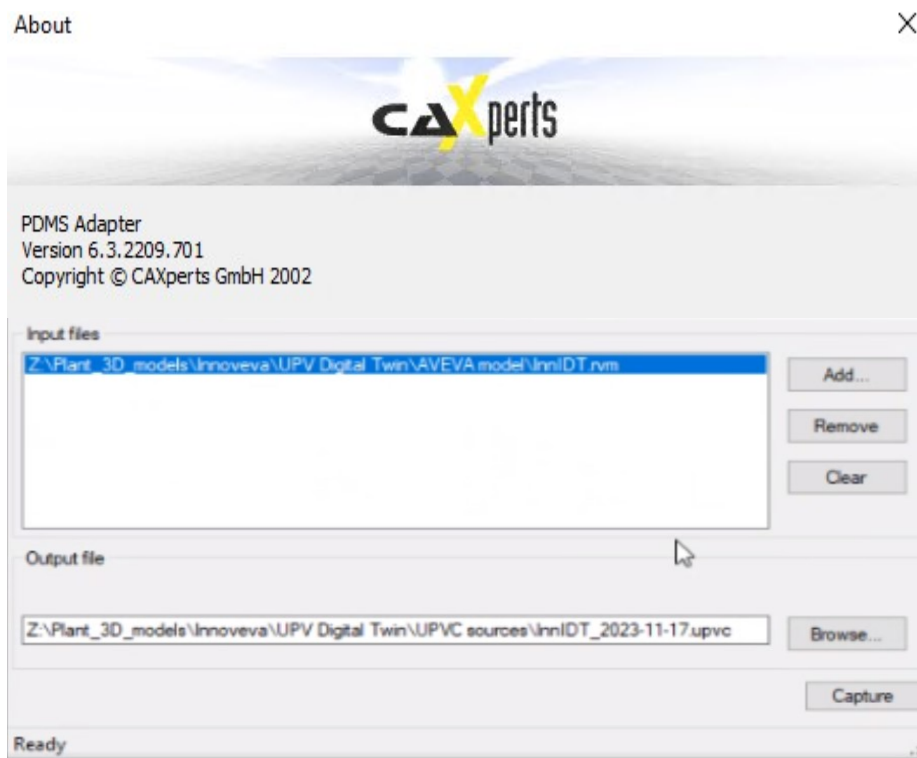 About
CAXperts
PDMS Adapter
Version 6.3.2209.701
Copyright © CAXperts GmbH 2002
Input files
Z:\Plant_3D_models\Innoveva\UPV Digital Twin\AVEVA model\InnIDT.rvm
Add...
Remove
Clear
Output file
Z:\Plant_3D_models\Innoveva\UPV Digital Twin\UPVC sources\InnIDT_2023-11-17.upvc
Browse...
Capture
Ready